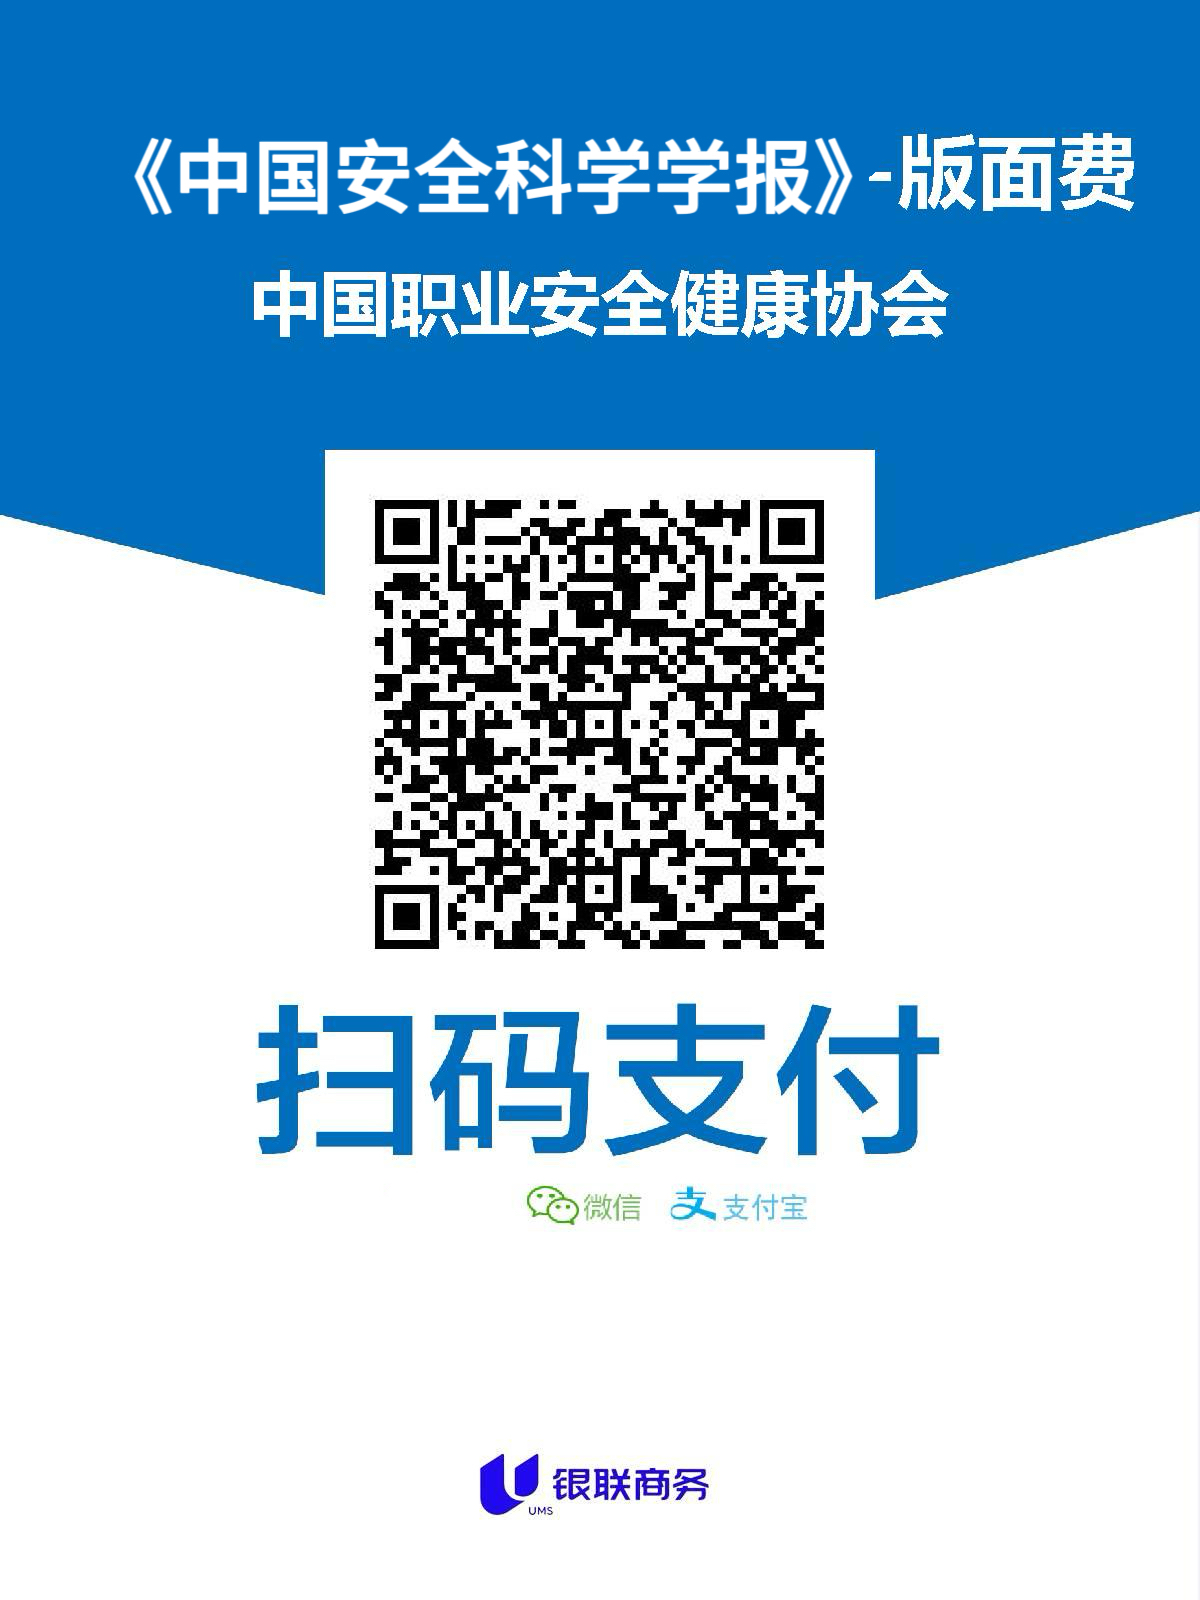 《中国安全科学学报》-版面费
中国职业安全健康协会
扫码支付
微信 支付宝
银联商务
UMS